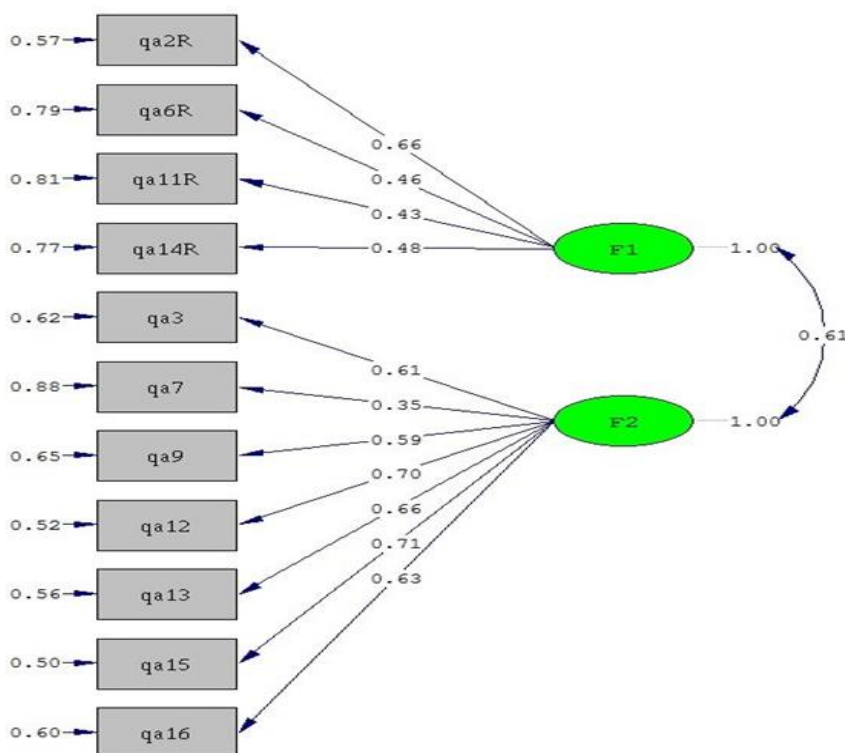 0.57 qa2R
0.79 qa6R
0.66
0.46
0.81 qa11R
0.43
0.77 qa14R
0.48
F1 1.00
0.62 qa3
0.61
0.61
0.88 qa7
0.35
F2 1.00
0.65 qa9
0.59
0.70
0.52 qa12
0.66
0.71
0.56 qa13
0.63
0.50 qa15
0.60 qa16